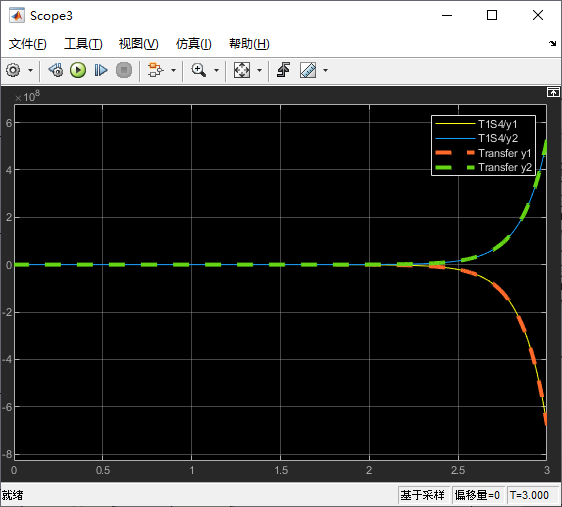 Scope3
文件(F) 工具(T) 视图(V) 仿真(I) 帮助(H)
×10^8
T1S4/y1
T1S4/y2
Transfer y1
Transfer y2
6
4
2
0
-2
-4
-6
-8
0 0.5 1 1.5 2 2.5 3
就绪 基于采样 偏移量=0 T=3.000